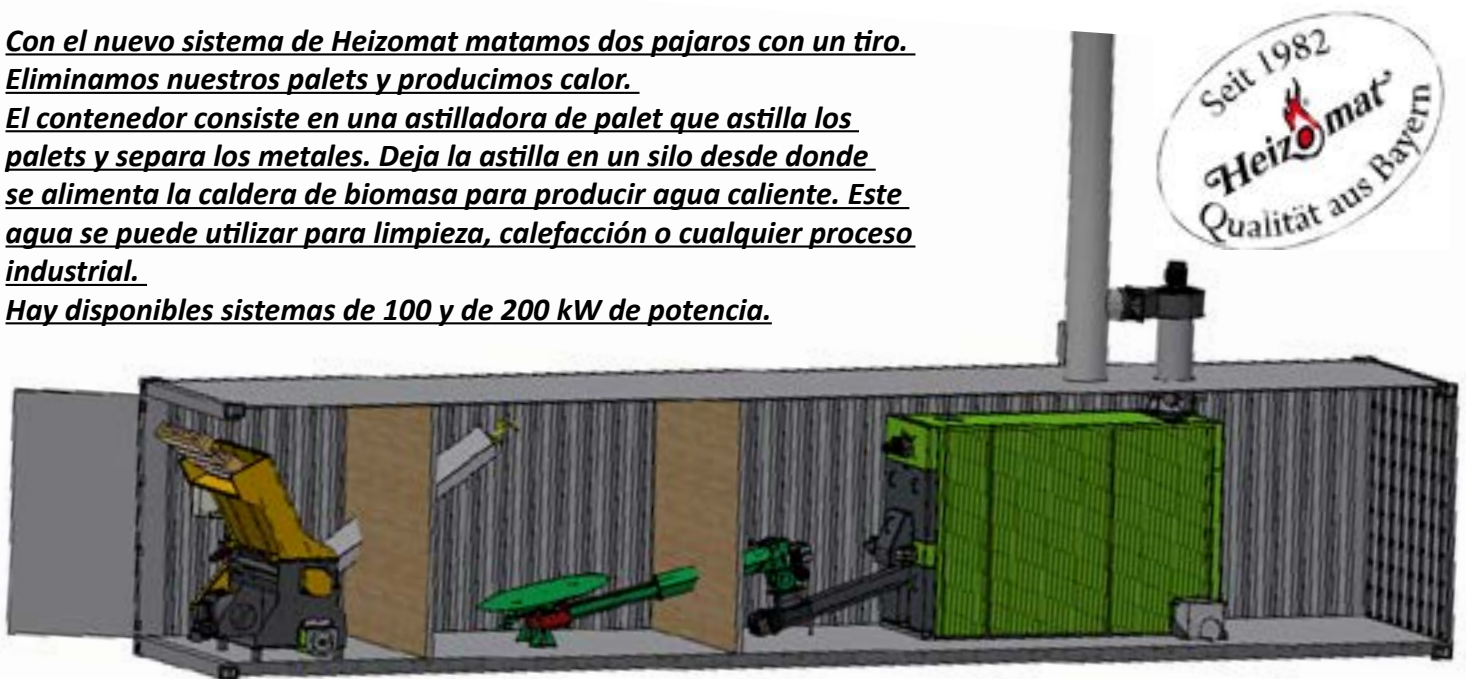 Con el nuevo sistema de Heizomat matamos dos pajaros con un tiro.
Eliminamos nuestros palets y producimos calor.
El contenedor consiste en una astilladora de palet que astilla los
palets y separa los metales. Deja la astilla en un silo desde donde
se alimenta la caldera de biomasa para producir agua caliente. Este
agua se puede utilizar para limpieza, calefacción o cualquier proceso
industrial.
Hay disponibles sistemas de 100 y de 200 kW de potencia.
Seit 1982
Heizomat
Qualität aus Bayern